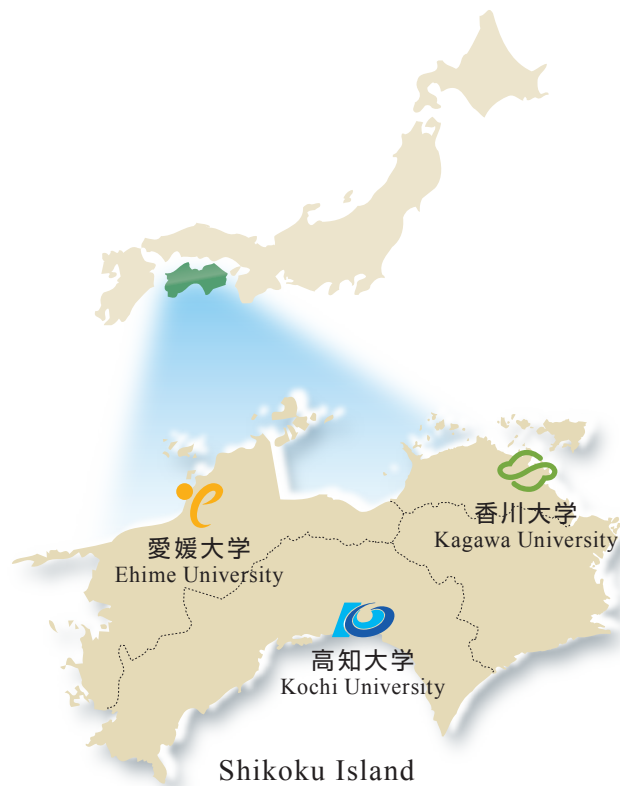 香川大学
Kagawa University
愛媛大学
Ehime University
高知大学
Kochi University
Shikoku Island